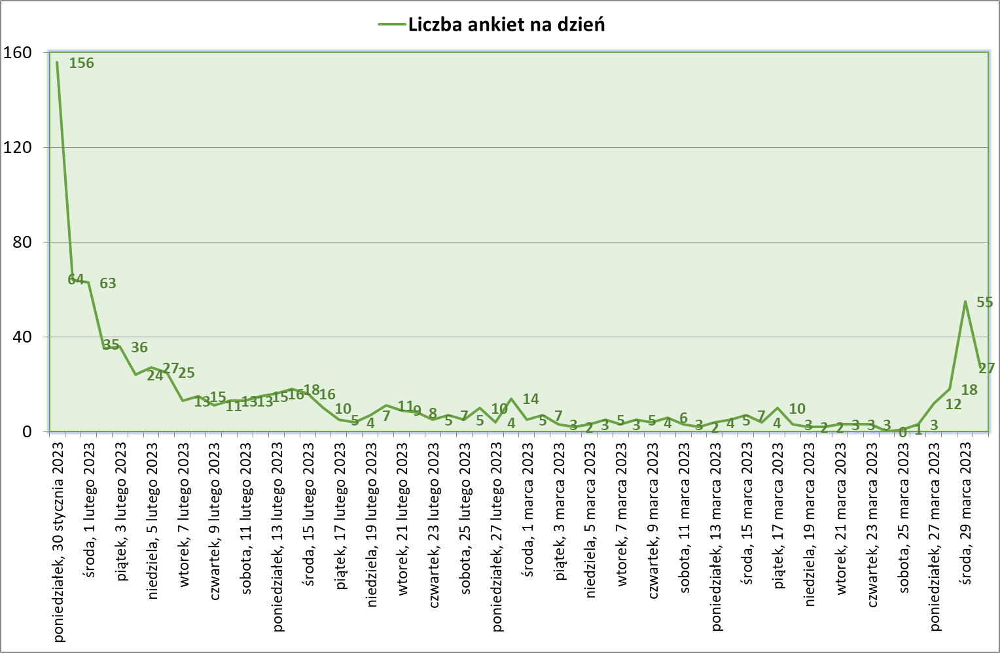 Liczba ankiet na dzień
160
120
80
40
0
156
64
63
35
36
24
27
25
13
15
11
13
13
15
16
18
16
10
5
4
7
11
9
8
5
7
5
10
4
14
5
7
3
2
3
5
3
5
4
6
3
2
4
5
7
4
10
3
2
2
3
3
3
0
1
3
12
18
55
27
poniedziałek, 30 stycznia 2023
środa, 1 lutego 2023
piątek, 3 lutego 2023
niedziela, 5 lutego 2023
wtorek, 7 lutego 2023
czwartek, 9 lutego 2023
sobota, 11 lutego 2023
poniedziałek, 13 lutego 2023
środa, 15 lutego 2023
piątek, 17 lutego 2023
niedziela, 19 lutego 2023
wtorek, 21 lutego 2023
czwartek, 23 lutego 2023
sobota, 25 lutego 2023
poniedziałek, 27 lutego 2023
środa, 1 marca 2023
piątek, 3 marca 2023
niedziela, 5 marca 2023
wtorek, 7 marca 2023
czwartek, 9 marca 2023
sobota, 11 marca 2023
poniedziałek, 13 marca 2023
środa, 15 marca 2023
piątek, 17 marca 2023
niedziela, 19 marca 2023
wtorek, 21 marca 2023
czwartek, 23 marca 2023
sobota, 25 marca 2023
poniedziałek, 27 marca 2023
środa, 29 marca 2023